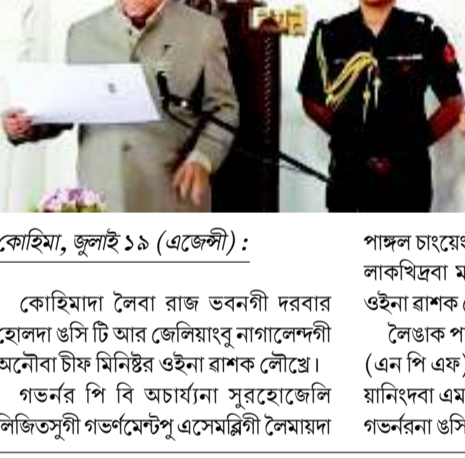 কোহিমা, জুলাই ১৯ (এজেন্সী) :
কোহিমাদা লৈবা রাজ ভবনগী দরবার
হোলদা ঙসি টি আর জেলিয়াংবু নাগালেন্দগী
অনৌবা চীফ মিনিষ্টর ওইনা ৱাশক লৌখ্রে।
গভর্নর পি বি অচার্য্যনা সুরহোজেলি
লিজিতসুগী গভর্ণমেন্টপু এসেমব্লিগী লৈমায়দা
পাঙ্গল চাংয়েং
লাকখিদ্রবা ম
ওইনা ৱাশক
লৈঙাক পা
(এন পি এফ)
য়ানিংদবা এম
গভর্নরনা ঙসি